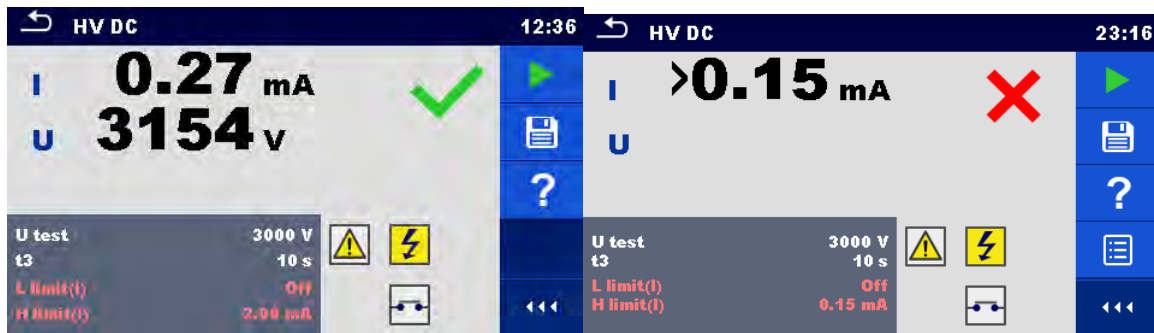 HV DC 12:36
I 0.27 mA
U 3154 V
?
U test 3000 V
t3 10 s
L limit(I) Off
H limit(I) 2.00 mA
HV DC 23:16
I >0.15 mA
U
?
U test 3000 V
t3 10 s
L limit(I) Off
H limit(I) 0.15 mA